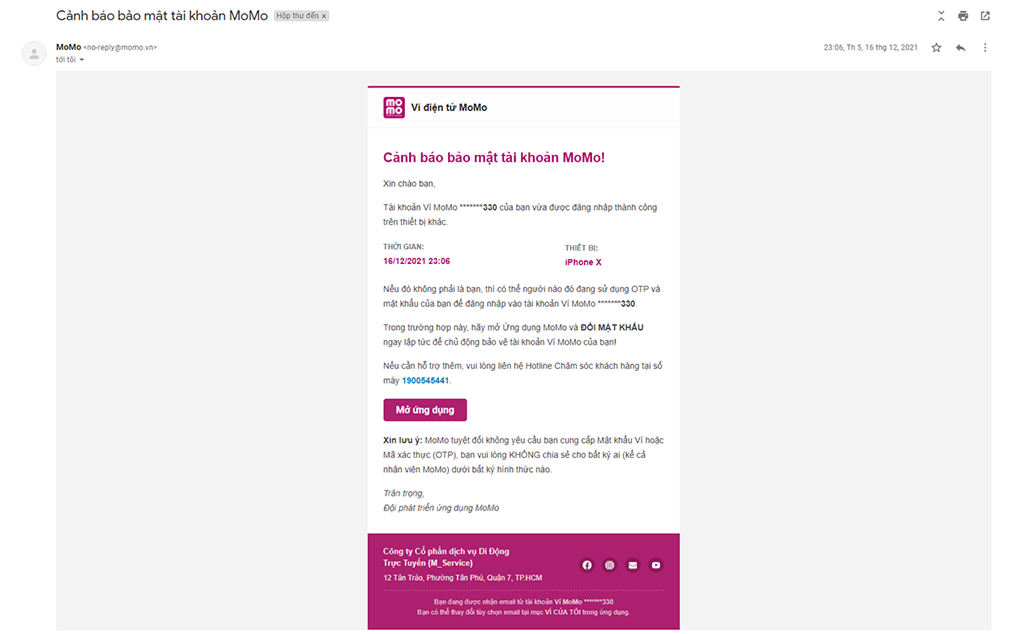 Cảnh báo bảo mật tài khoản MoMo Hộp thư đến x
MoMo <no-reply@momo.vn>
tới tôi
23:06, Th 5, 16 thg 12, 2021
MOMO
Ví điện tử MoMo
Cảnh báo bảo mật tài khoản MoMo!
Xin chào bạn,
Tài khoản Ví MoMo *******330 của bạn vừa được đăng nhập thành công
trên thiết bị khác.
THỜI GIAN:
16/12/2021 23:06
THIẾT BỊ:
iPhone X
Nếu đó không phải là bạn, thì có thể người nào đó đang sử dụng OTP và
mật khẩu của bạn để đăng nhập vào tài khoản Ví MoMo *******330.
Trong trường hợp này, hãy mở Ứng dụng MoMo và ĐỔI MẬT KHẨU
ngay lập tức để chủ động bảo vệ tài khoản Ví MoMo của bạn!
Nếu cần hỗ trợ thêm, vui lòng liên hệ Hotline Chăm sóc khách hàng tại số
máy 1900545441.
Mở ứng dụng
Xin lưu ý: MoMo tuyệt đối không yêu cầu bạn cung cấp Mật khẩu Ví hoặc
Mã xác thực (OTP), bạn vui lòng KHÔNG chia sẻ cho bất kỳ ai (kể cả
nhân viên MoMo) dưới bất kỳ hình thức nào.
Trân trọng,
Đội phát triển ứng dụng MoMo
Công ty Cổ phần dịch vụ Di Động
Trực Tuyến (M_Service)
12 Tân Trào, Phường Tân Phú, Quận 7, TP.HCM
Bạn đang được nhận email từ tài khoản Ví MoMo *******330
Bạn có thể thay đổi tùy chọn email tại mục VÍ CỦA TÔI trong ứng dụng.